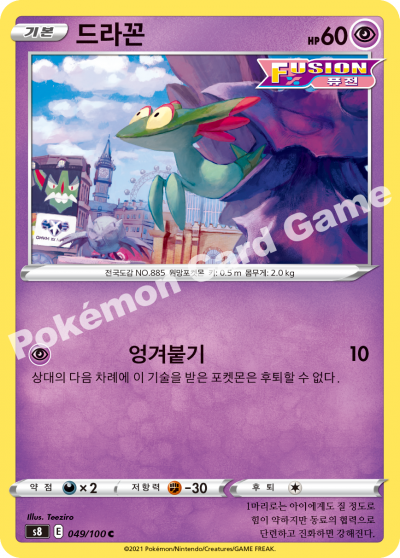 기본 드라꼰 HP 60
FUSION
퓨전
Pokémon Card Game
전국도감 NO.885 뭐망포켓몬 키: 0.5 m 몸무게: 2.0 kg
엉겨붙기 10
상대의 다음 차례에 이 기술을 받은 포켓몬은 후퇴할 수 없다.
약점 ×2 저항력 -30 후퇴
Illus. Teeziro
s8 E 049/100 C
1마리로는 아이에게도 질 정도로
힘이 약하지만 동료의 협력으로
단련하고 진화하면 강해진다.
©2021 Pokémon/Nintendo/Creatures/GAME FREAK.